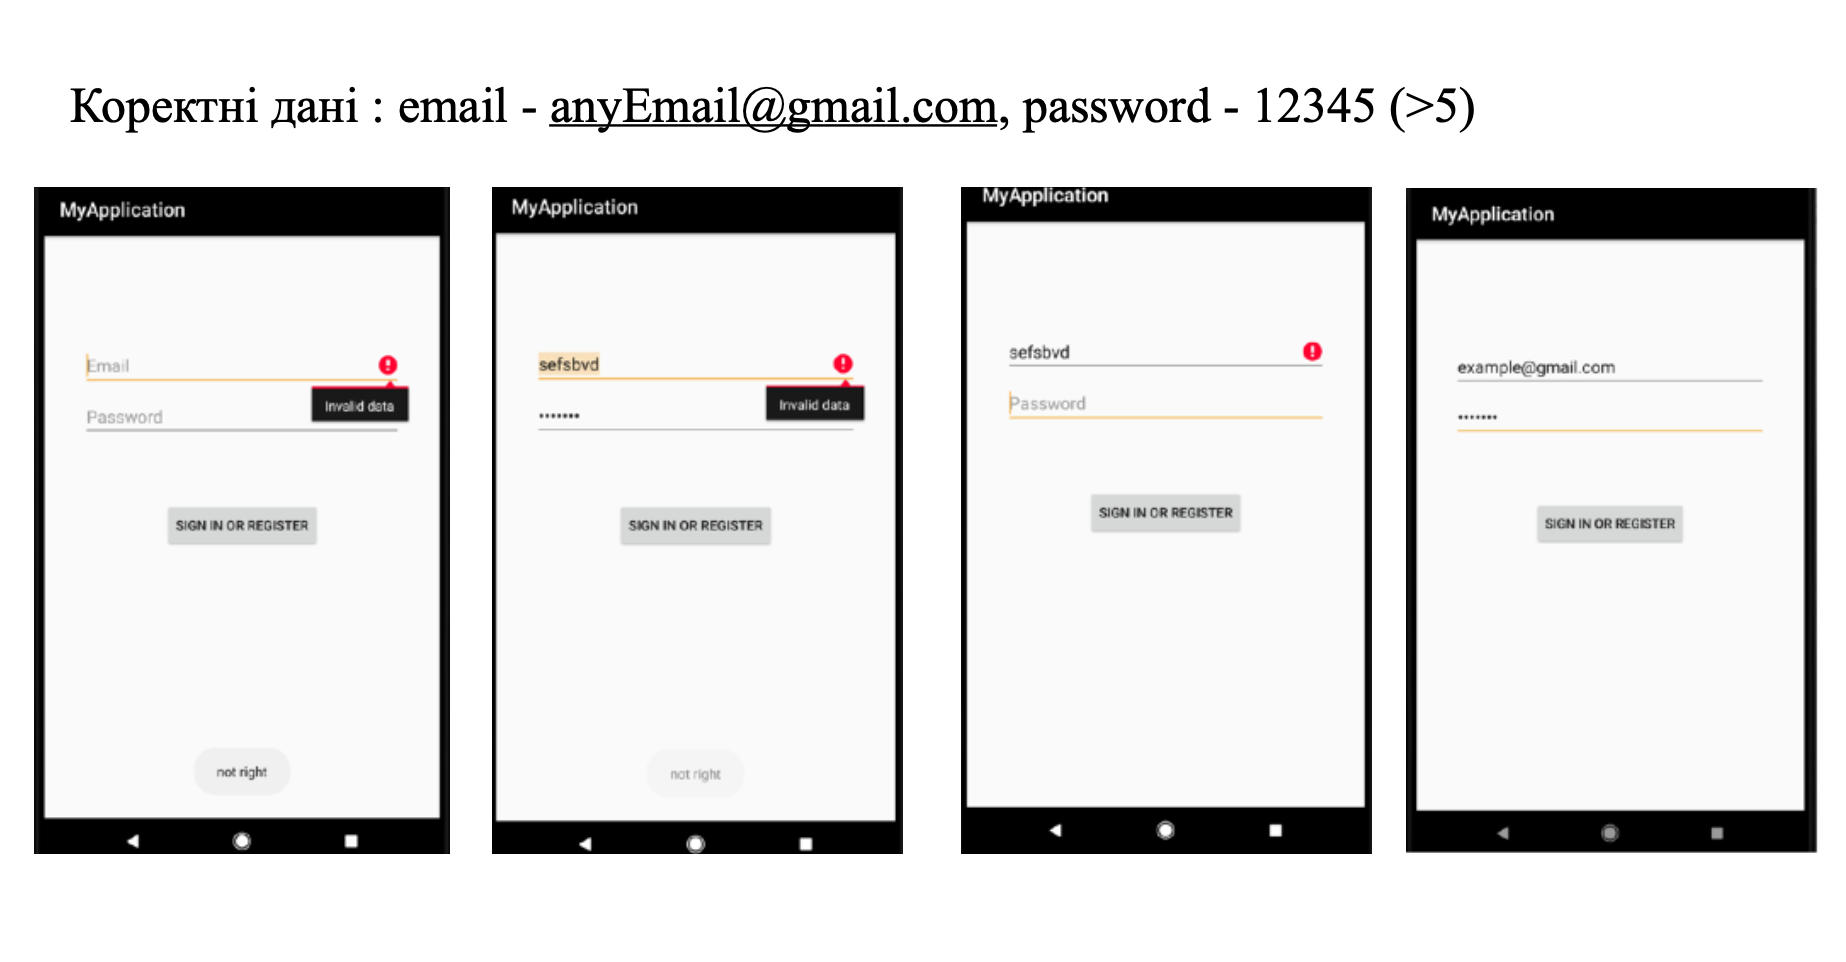 Коректні дані : email - anyEmail@gmail.com, password - 12345 (>5)
MyApplication
Email
Invalid data
Password
SIGN IN OR REGISTER
not right
MyApplication
sefsbvd
Invalid data
•••••••
SIGN IN OR REGISTER
not right
MyApplication
sefsbvd
Password
SIGN IN OR REGISTER
MyApplication
example@gmail.com
•••••••
SIGN IN OR REGISTER